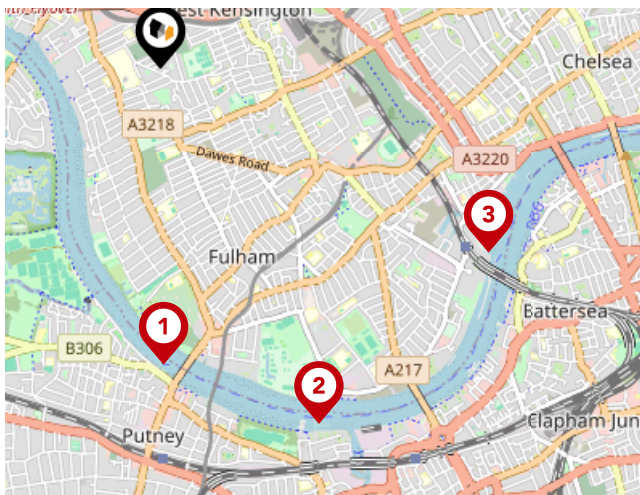 West Kensington
Chelsea
A3218
Dawes Road
A3220
3
Fulham
Battersea
1
B306
A217
2
Putney
Clapham Jun